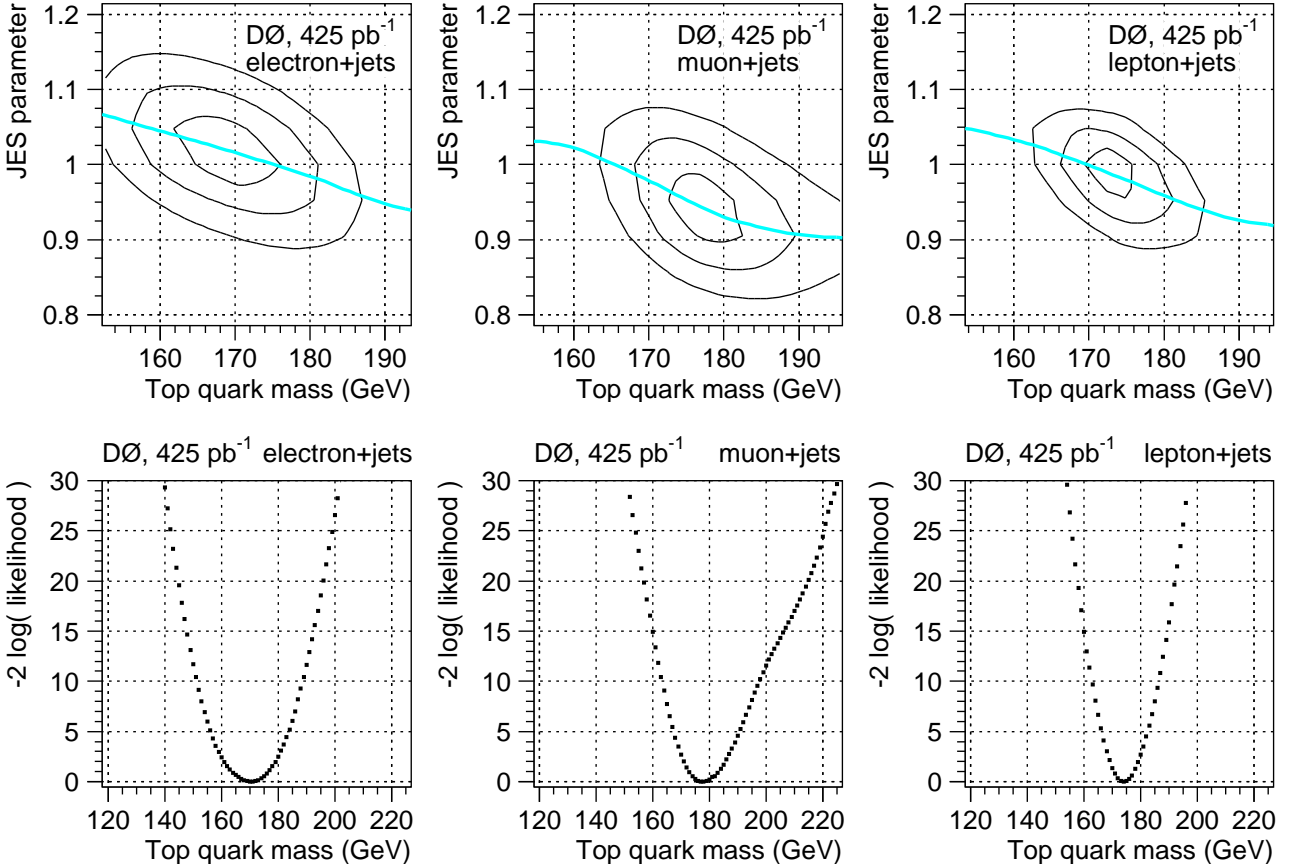 JES parameter
1.2
1.1
1
0.9
0.8
DØ, 425 pb-1
electron+jets
160 170 180 190
Top quark mass (GeV)
JES parameter
1.2
1.1
1
0.9
0.8
DØ, 425 pb-1
muon+jets
160 170 180 190
Top quark mass (GeV)
JES parameter
1.2
1.1
1
0.9
0.8
DØ, 425 pb-1
lepton+jets
160 170 180 190
Top quark mass (GeV)
DØ, 425 pb-1 electron+jets
-2 log( likelihood )
30
25
20
15
10
5
0
120 140 160 180 200 220
Top quark mass (GeV)
DØ, 425 pb-1 muon+jets
-2 log( likelihood )
30
25
20
15
10
5
0
120 140 160 180 200 220
Top quark mass (GeV)
DØ, 425 pb-1 lepton+jets
-2 log( likelihood )
30
25
20
15
10
5
0
120 140 160 180 200 220
Top quark mass (GeV)